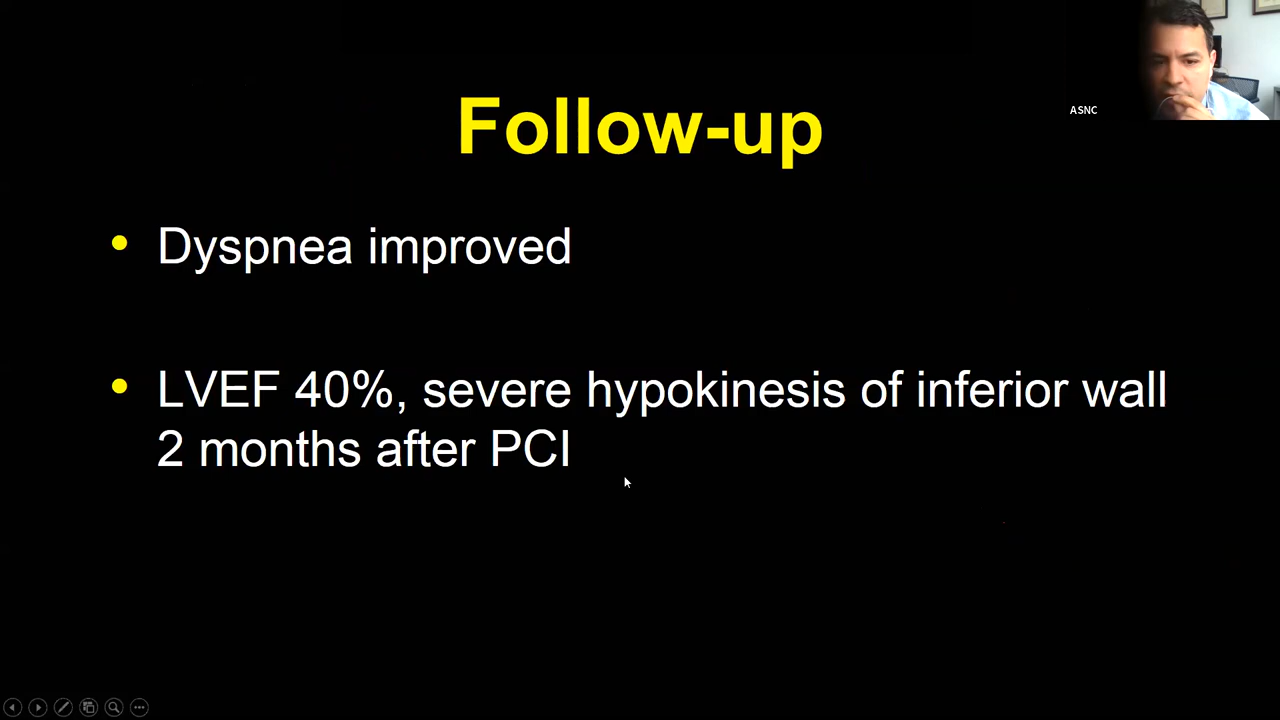 Follow-up
ASNC
• Dyspnea improved
• LVEF 40%, severe hypokinesis of inferior wall
2 months after PCI